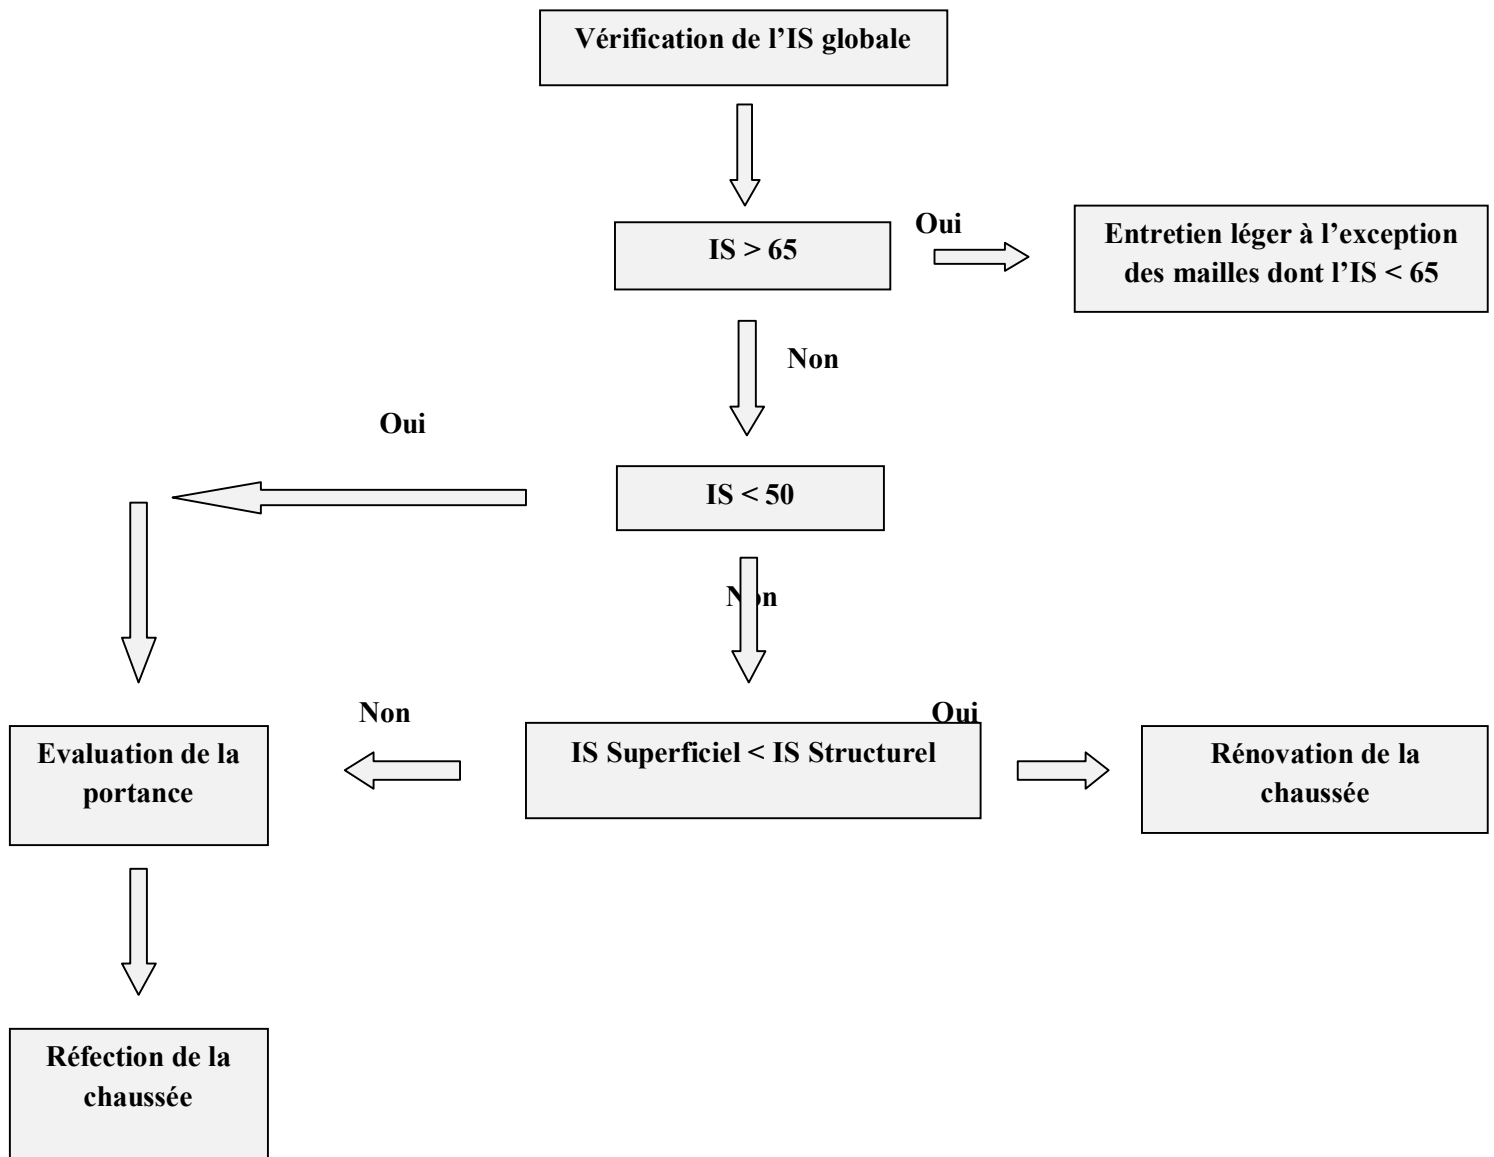 Vérification de l’IS globale
Oui
IS > 65
Entretien léger à l’exception
des mailles dont l’IS < 65
Non
Oui
IS < 50
Non
Non
Oui
Evaluation de la
portance
IS Superficiel < IS Structurel
Rénovation de la
chaussée
Réfection de la
chaussée